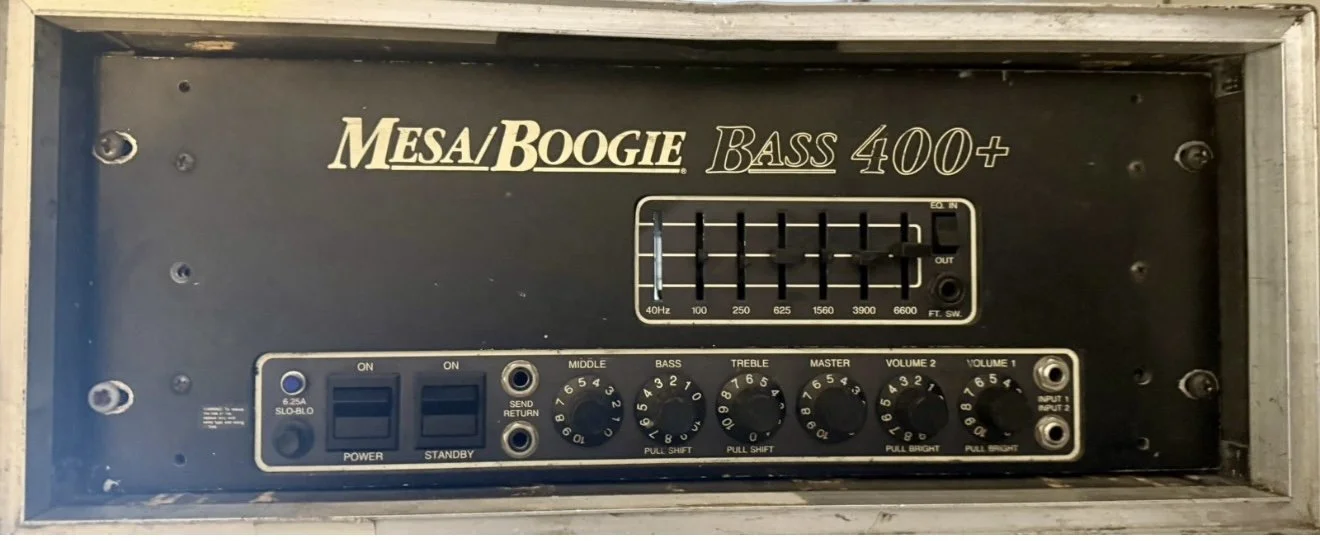 MESA/BOOGIE® BASS 400+
EQ. IN
OUT
40Hz 100 250 625 1560 3900 6600 FT. SW.
ON ON MIDDLE BASS TREBLE MASTER VOLUME 2 VOLUME 1
6.25A
SLO-BLO
SEND
RETURN
INPUT 1
INPUT 2
POWER STANDBY PULL SHIFT PULL SHIFT PULL BRIGHT PULL BRIGHT